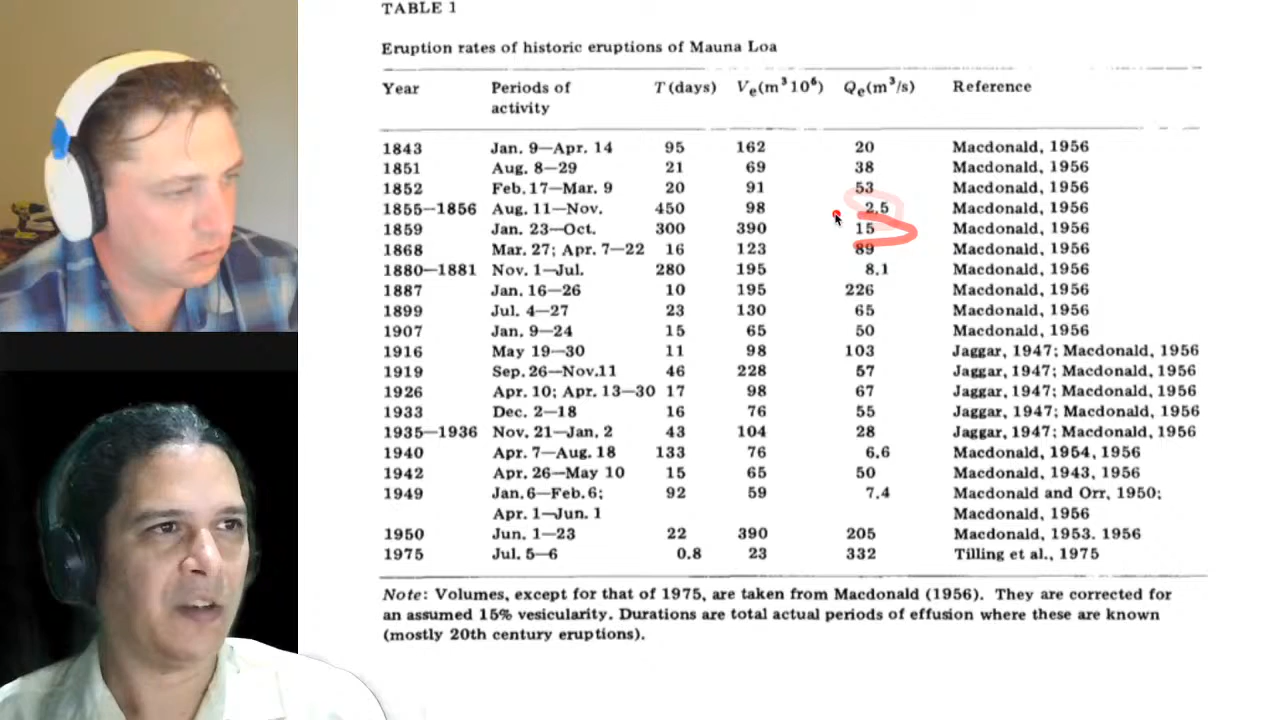 TABLE 1
Eruption rates of historic eruptions of Mauna Loa
Year Periods of activity T (days) Ve(m³10⁶) Qe(m³/s) Reference
1843 Jan. 9—Apr. 14 95 162 20 Macdonald, 1956
1851 Aug. 8—29 21 69 38 Macdonald, 1956
1852 Feb. 17—Mar. 9 20 91 53 Macdonald, 1956
1855—1856 Aug. 11—Nov. 450 98 2.5 Macdonald, 1956
1859 Jan. 23—Oct. 300 390 15 Macdonald, 1956
1868 Mar. 27; Apr. 7—22 16 123 89 Macdonald, 1956
1880—1881 Nov. 1—Jul. 280 195 8.1 Macdonald, 1956
1887 Jan. 16—26 10 195 226 Macdonald, 1956
1899 Jul. 4—27 23 130 65 Macdonald, 1956
1907 Jan. 9—24 15 65 50 Macdonald, 1956
1916 May 19—30 11 98 103 Jaggar, 1947; Macdonald, 1956
1919 Sep. 26—Nov.11 46 228 57 Jaggar, 1947; Macdonald, 1956
1926 Apr. 10; Apr. 13—30 17 98 67 Jaggar, 1947; Macdonald, 1956
1933 Dec. 2—18 16 76 55 Jaggar, 1947; Macdonald, 1956
1935—1936 Nov. 21—Jan. 2 43 104 28 Jaggar, 1947; Macdonald, 1956
1940 Apr. 7—Aug. 18 133 76 6.6 Macdonald, 1954, 1956
1942 Apr. 26—May 10 15 65 50 Macdonald, 1943, 1956
1949 Jan. 6—Feb. 6; 92 59 7.4 Macdonald and Orr, 1950;
Apr. 1—Jun. 1 Macdonald, 1956
1950 Jun. 1—23 22 390 205 Macdonald, 1953. 1956
1975 Jul. 5—6 0.8 23 332 Tilling et al., 1975
Note: Volumes, except for that of 1975, are taken from Macdonald (1956). They are corrected for
an assumed 15% vesicularity. Durations are total actual periods of effusion where these are known
(mostly 20th century eruptions).